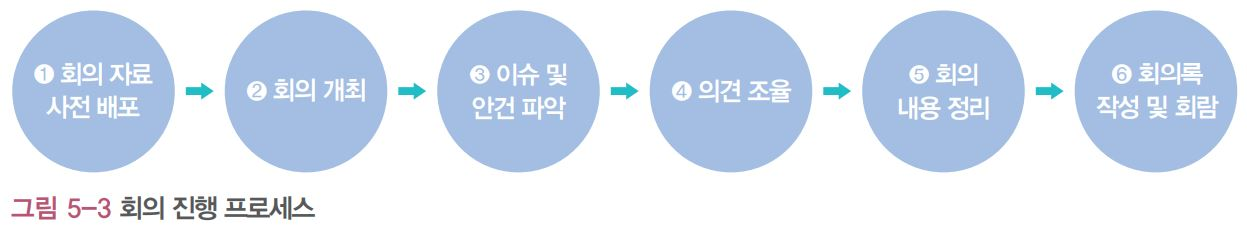 ❶ 회의 자료
사전 배포
❷ 회의 개최
❸ 이슈 및
안건 파악
❹ 의견 조율
❺ 회의
내용 정리
❻ 회의록
작성 및 회람
그림 5-3 회의 진행 프로세스